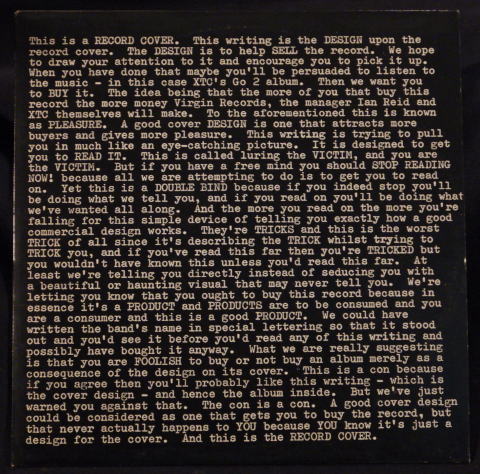 This is a RECORD COVER.  This writing is the DESIGN upon the
record cover.  The DESIGN is to help SELL the record.  We hope
to draw your attention to it and encourage you to pick it up.
When you have done that maybe you'll be persuaded to listen to
the music - in this case XTC's Go 2 album.  Then we want you
to BUY it.  The idea being that the more of you that buy this
record the more money Virgin Records, the manager Ian Reid and
XTC themselves will make.  To the aforementioned this is known
as PLEASURE.  A good cover DESIGN is one that attracts more
buyers and gives more pleasure.  This writing is trying to pull
you in much like an eye-catching picture.  It is designed to get
you to READ IT.  This is called luring the VICTIM, and you are
the VICTIM.  But if you have a free mind you should STOP READING
NOW! because all we are attempting to do is to get you to read
on.  Yet this is a DOUBLE BIND because if you indeed stop you'll
be doing what we tell you, and if you read on you'll be doing what
we've wanted all along.  And the more you read on the more you're
falling for this simple device of telling you exactly how a good
commercial design works.  They're TRICKS and this is the worst
TRICK of all since it's describing the TRICK whilst trying to
TRICK you, and if you've read this far then you're TRICKED but
you wouldn't have known this unless you'd read this far.  At
least we're telling you directly instead of seducing you with
a beautiful or haunting visual that may never tell you.  We're
letting you know that you ought to buy this record because in
essence it's a PRODUCT and PRODUCTS are to be consumed and you
are a consumer and this is a good PRODUCT.  We could have
written the band's name in special lettering so that it stood
out and you'd see it before you'd read any of this writing and
possibly have bought it anyway.  What we are really suggesting
is that you are FOOLISH to buy or not buy an album merely as a
consequence of the design on its cover.  This is a con because
if you agree then you'll probably like this writing - which is
the cover design - and hence the album inside.  But we've just
warned you against that.  The con is a con.  A good cover design
could be considered as one that gets you to buy the record, but
that never actually happens to YOU because YOU know it's just a
design for the cover.  And this is the RECORD COVER.